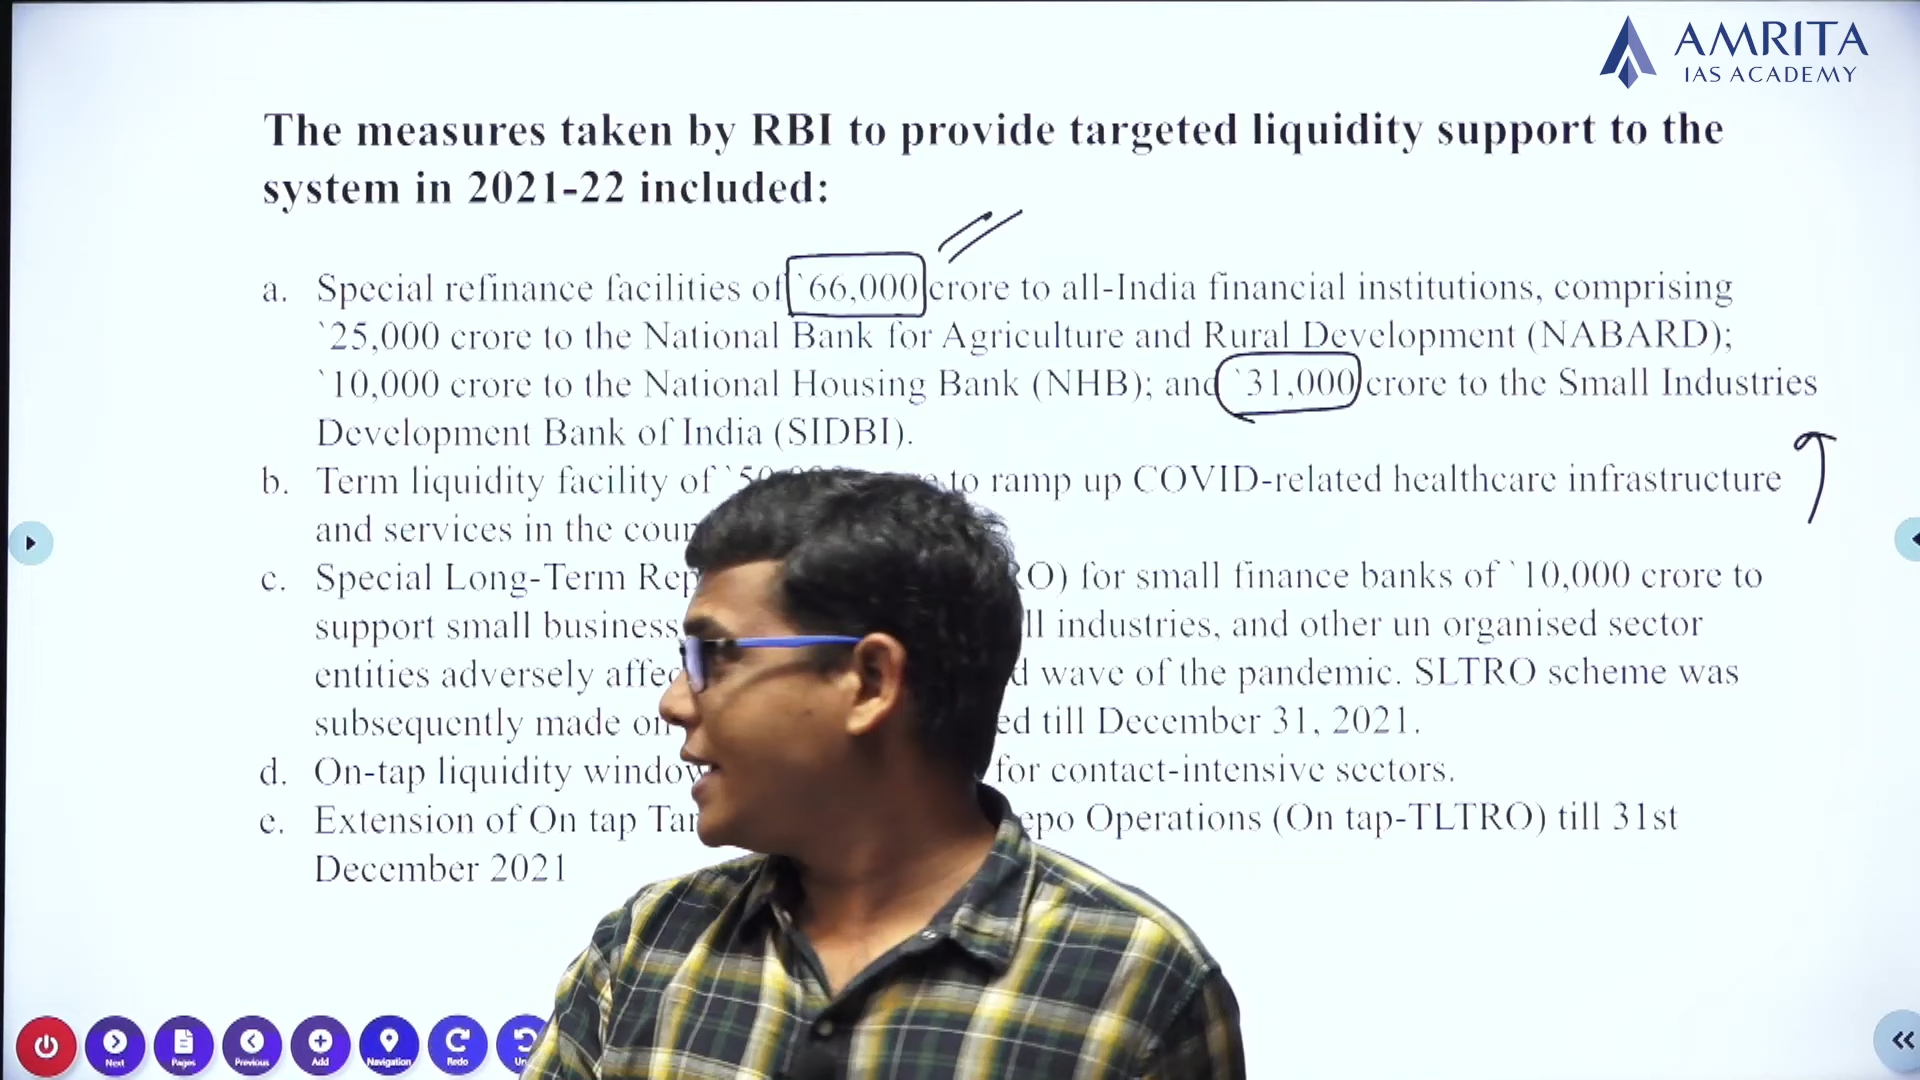 AMRITA
IAS ACADEMY
The measures taken by RBI to provide targeted liquidity support to the
system in 2021-22 included:
a. Special refinance facilities of `66,000 crore to all-India financial institutions, comprising
`25,000 crore to the National Bank for Agriculture and Rural Development (NABARD);
`10,000 crore to the National Housing Bank (NHB); and `31,000 crore to the Small Industries
Development Bank of India (SIDBI).
b. Term liquidity facility of to ramp up COVID-related healthcare infrastructure
and services in the
c. Special Long-Term for small finance banks of `10,000 crore to
support small industries, and other un organised sector
entities adversely wave of the pandemic. SLTRO scheme was
subsequently made till December 31, 2021.
d. On-tap liquidity for contact-intensive sectors.
e. Extension of On tap Operations (On tap-TLTRO) till 31st
December 2021
Next Pages Previous Add Navigation Redo